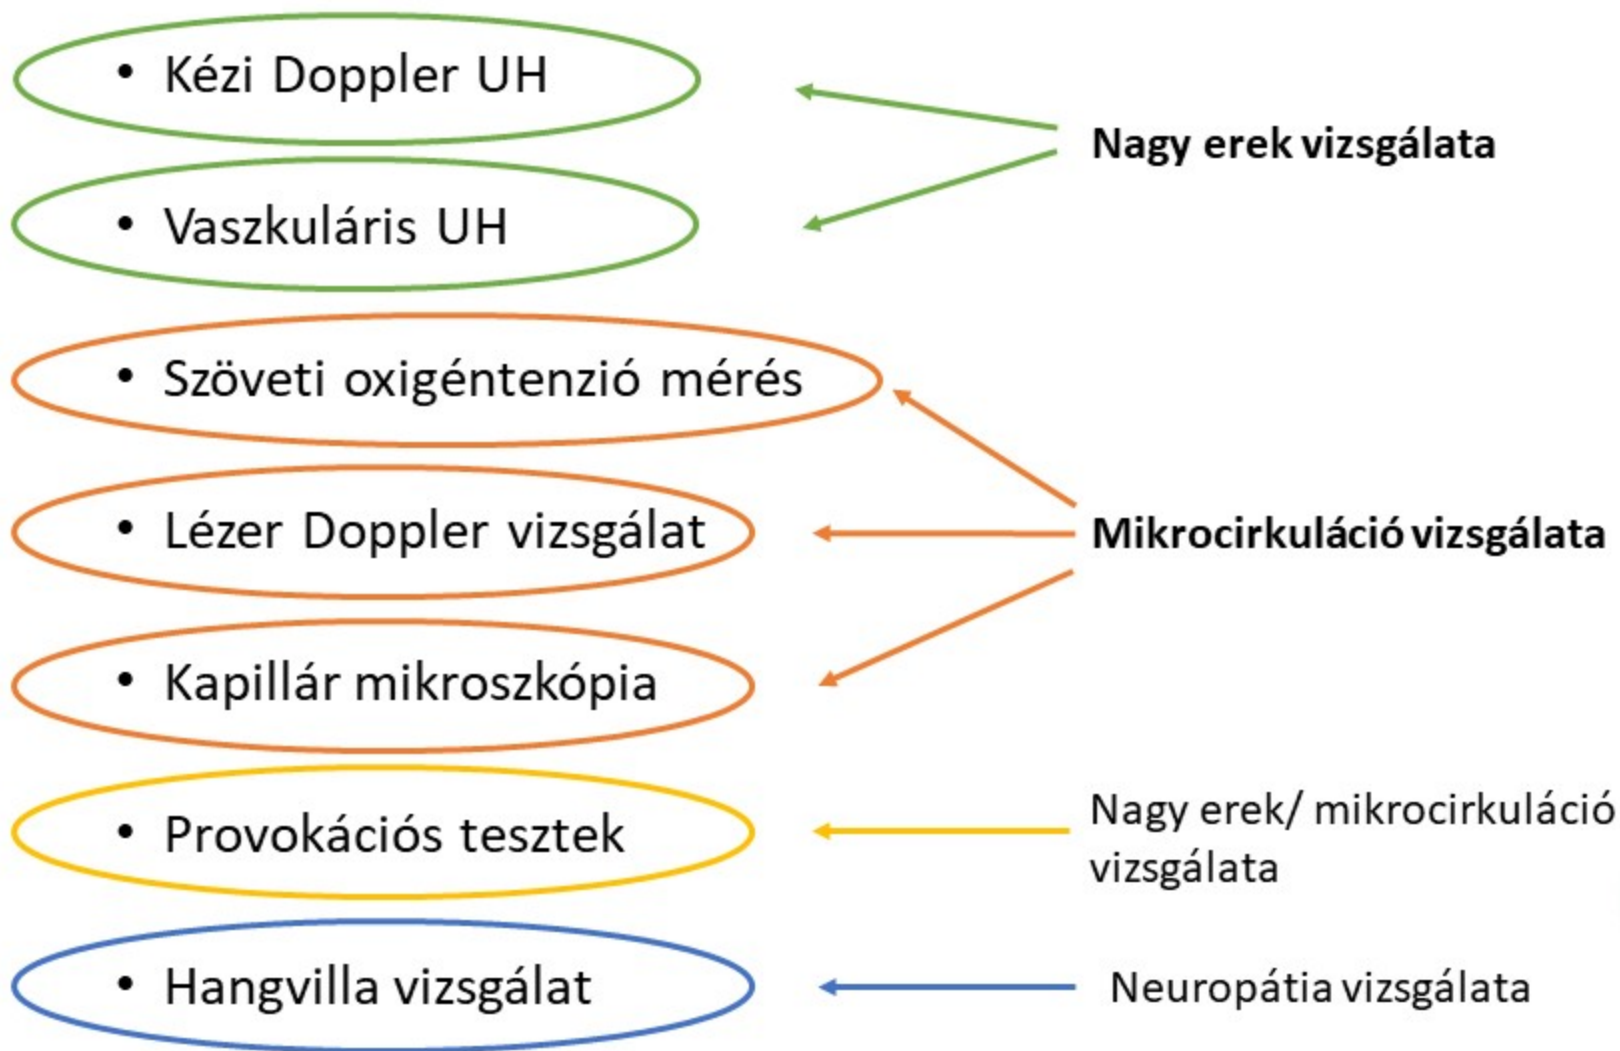 • Kézi Doppler UH
• Vaszkuláris UH
Nagy erek vizsgálata
• Szöveti oxigéntenzió mérés
• Lézer Doppler vizsgálat
• Kapillár mikroszkópia
Mikrocirkuláció vizsgálata
• Provokációs tesztek
Nagy erek/ mikrocirkuláció
vizsgálata
• Hangvilla vizsgálat
Neuropátia vizsgálata